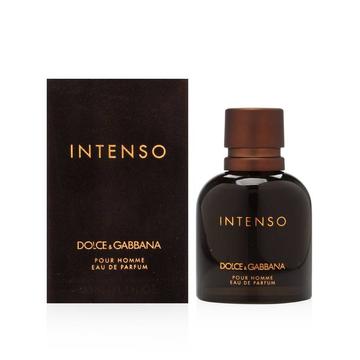 INTENSO
DOLCE & GABBANA
POUR HOMME
EAU DE PARFUM
INTENSO
DOLCE & GABBANA
POUR HOMME
EAU DE PARFUM